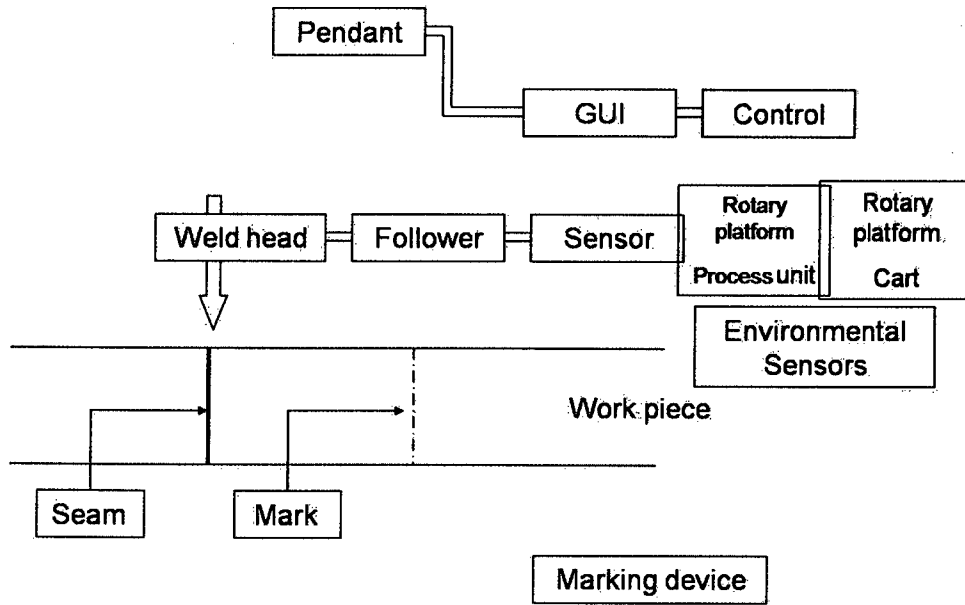 Pendant
GUI
Control
Weld head
Follower
Sensor
Rotary
platform
Process unit
Rotary
platform
Cart
Environmental
Sensors
Work piece
Seam
Mark
Marking device